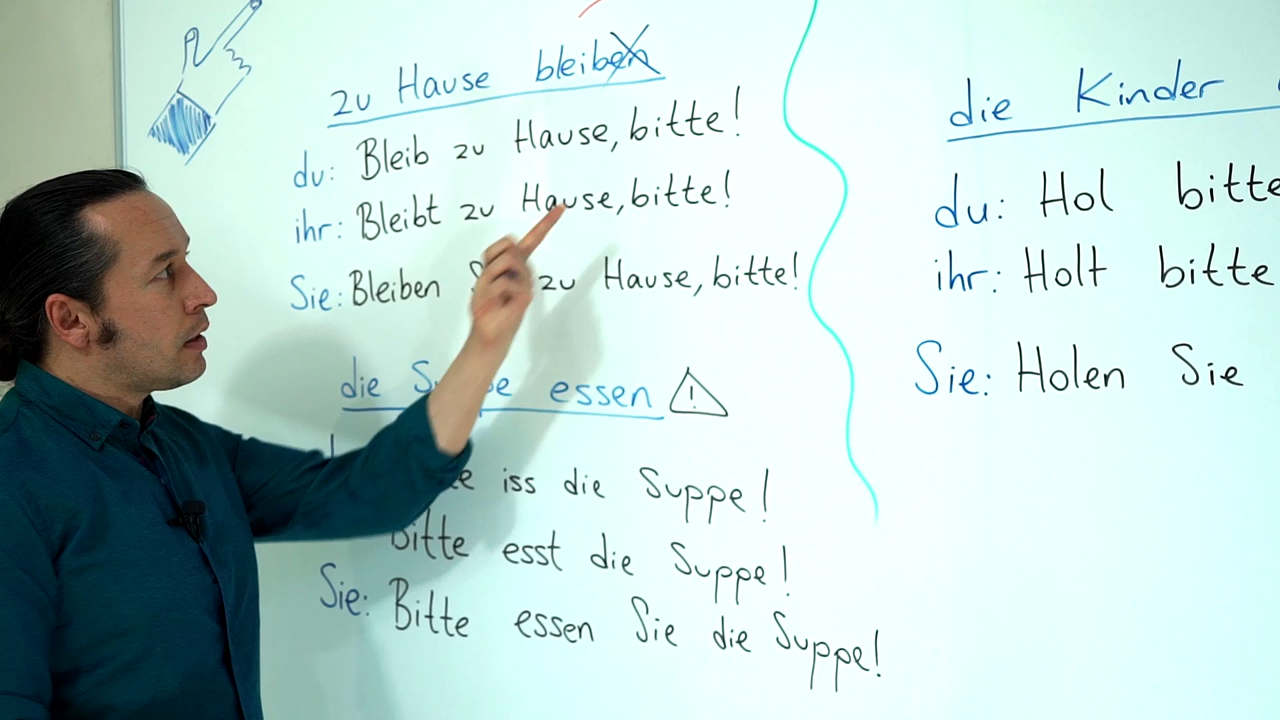 zu Hause bleiben
du: Bleib zu Hause, bitte!
ihr: Bleibt zu Hause, bitte!
Sie: Bleiben zu Hause, bitte!
die essen
iss die Suppe!
Bitte esst die Suppe!
Sie: Bitte essen Sie die Suppe!
die Kinder
du: Hol bitte
ihr: Holt bitte
Sie: Holen Sie